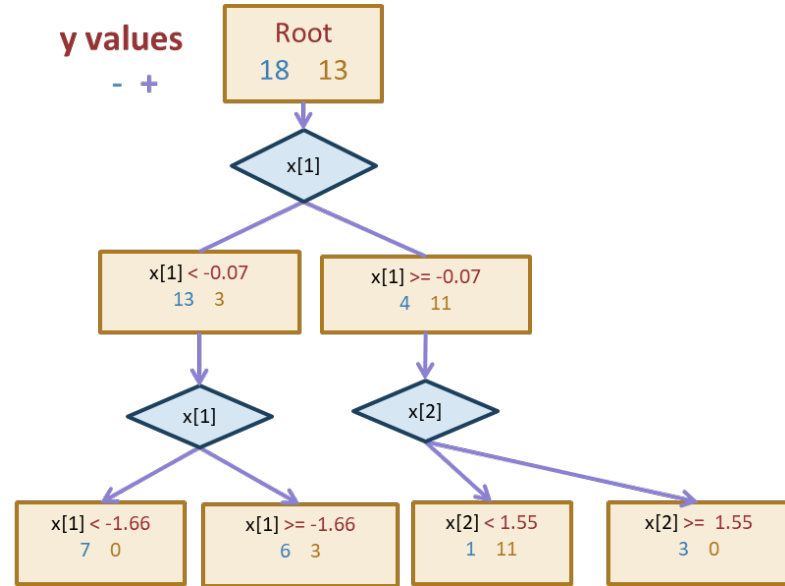 y values
- +
Root
18 13
x[1]
x[1] < -0.07
13 3
x[1] >= -0.07
4 11
x[1]
x[2]
x[1] < -1.66
7 0
x[1] >= -1.66
6 3
x[2] < 1.55
1 11
x[2] >= 1.55
3 0